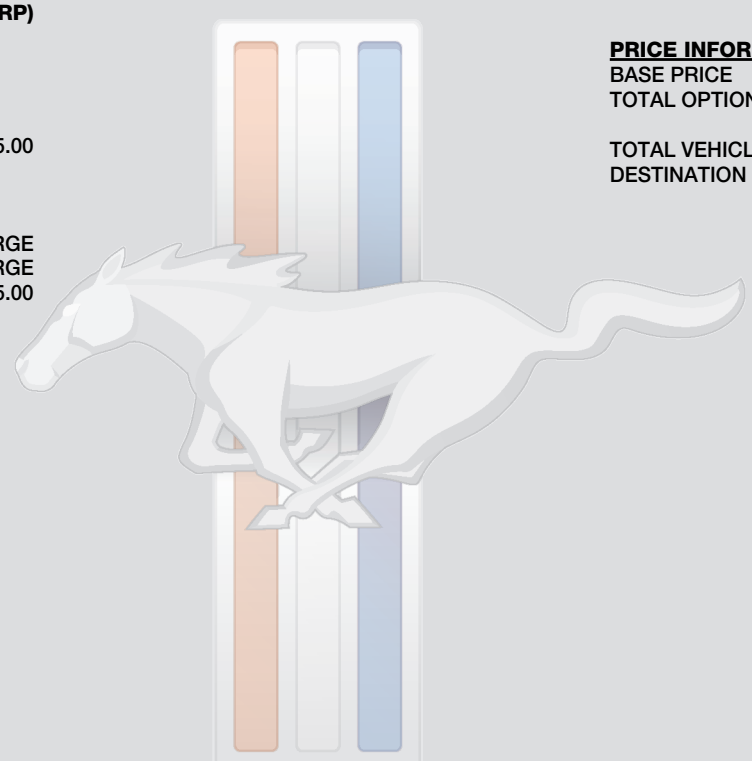 RP)
5.00
RGE
RGE
5.00
PRICE INFOR
BASE PRICE
TOTAL OPTION
TOTAL VEHICL
DESTINATION